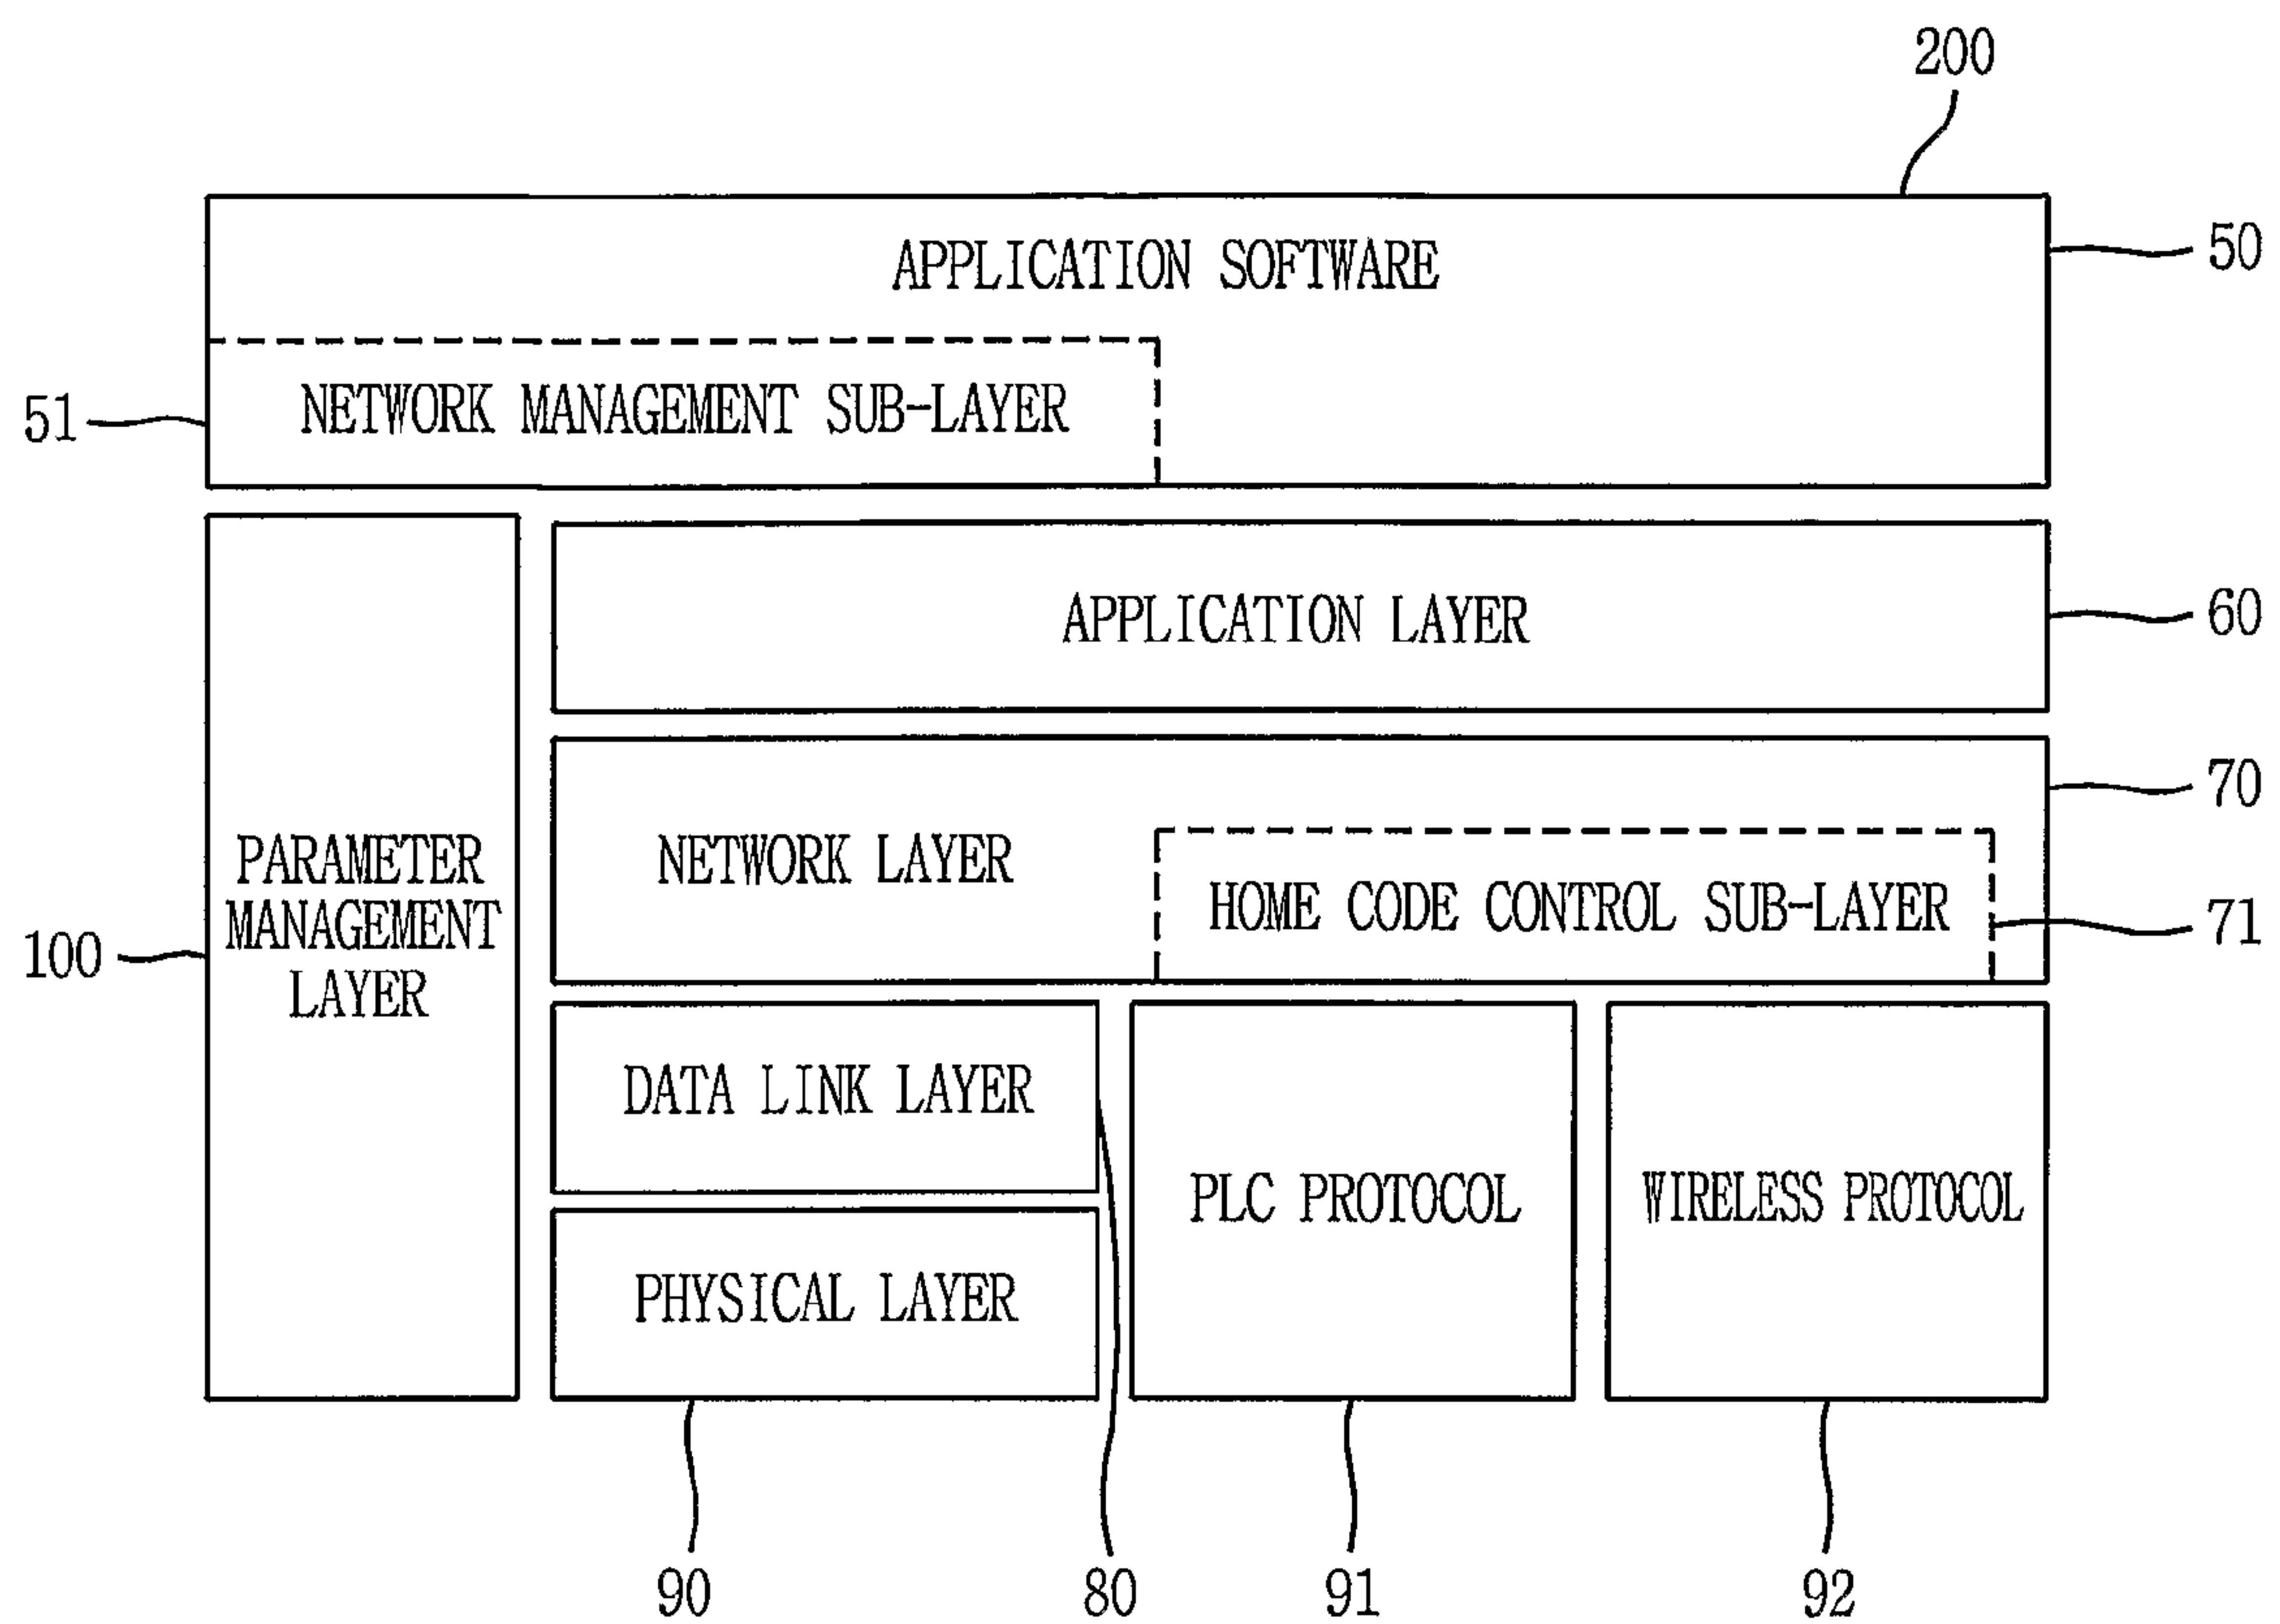 200
APPLICATION SOFTWARE
50
NETWORK MANAGEMENT SUB-LAYER
51
APPLICATION LAYER
60
NETWORK LAYER
70
HOME CODE CONTROL SUB-LAYER
71
PARAMETER
MANAGEMENT
LAYER
100
DATA LINK LAYER
PLC PROTOCOL
WIRELESS PROTOCOL
PHYSICAL LAYER
90
80
91
92